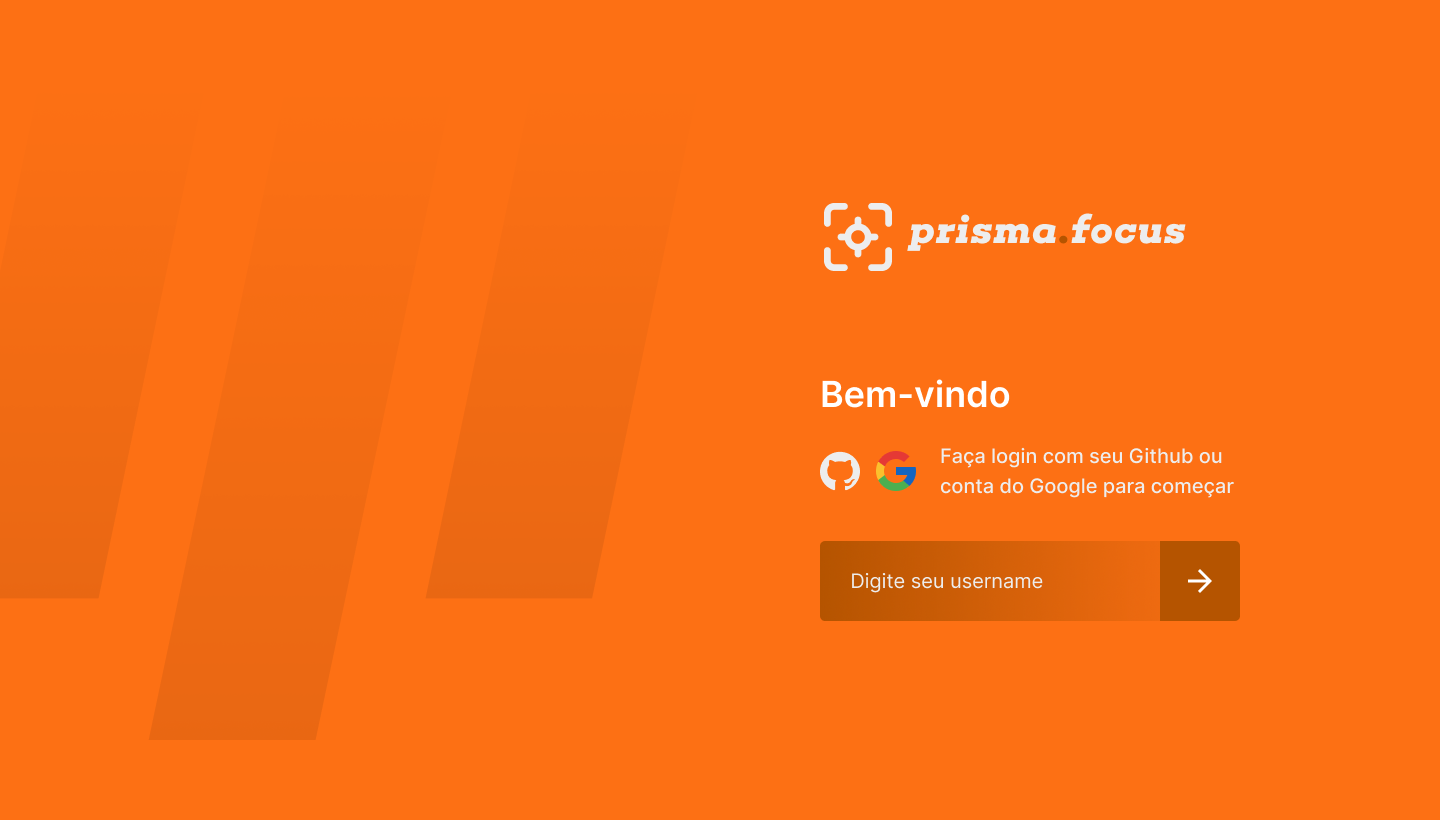 prisma.focus
Bem-vindo
Faça login com seu Github ou
conta do Google para começar
Digite seu username